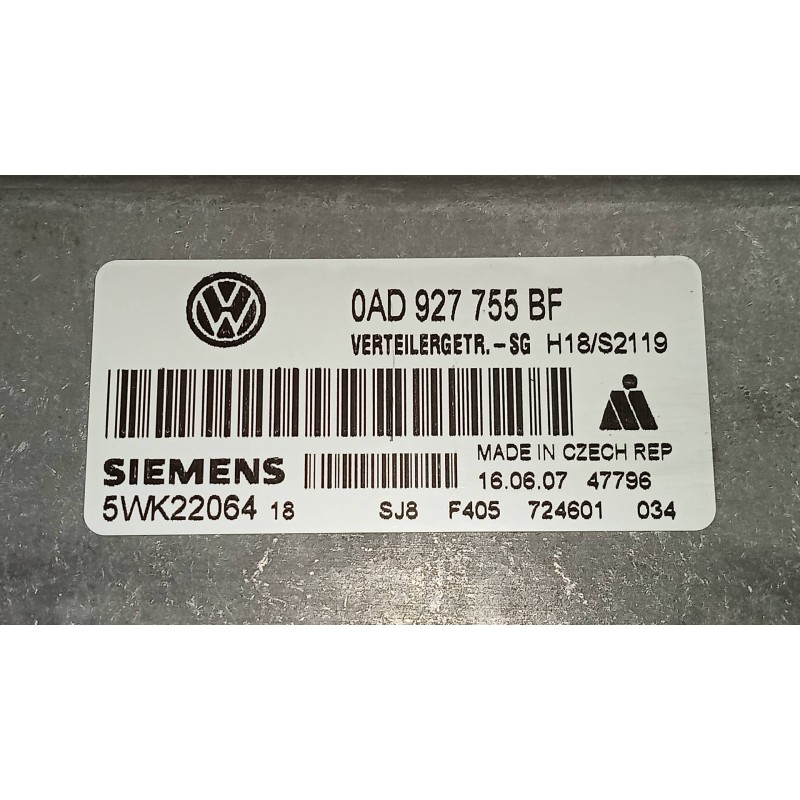 0AD 927 755 BF
VERTEILERGETR.-SG H18/S2119
MADE IN CZECH REP
SIEMENS 16.06.07 47796
5WK22064 18 SJ8 F405 724601 034